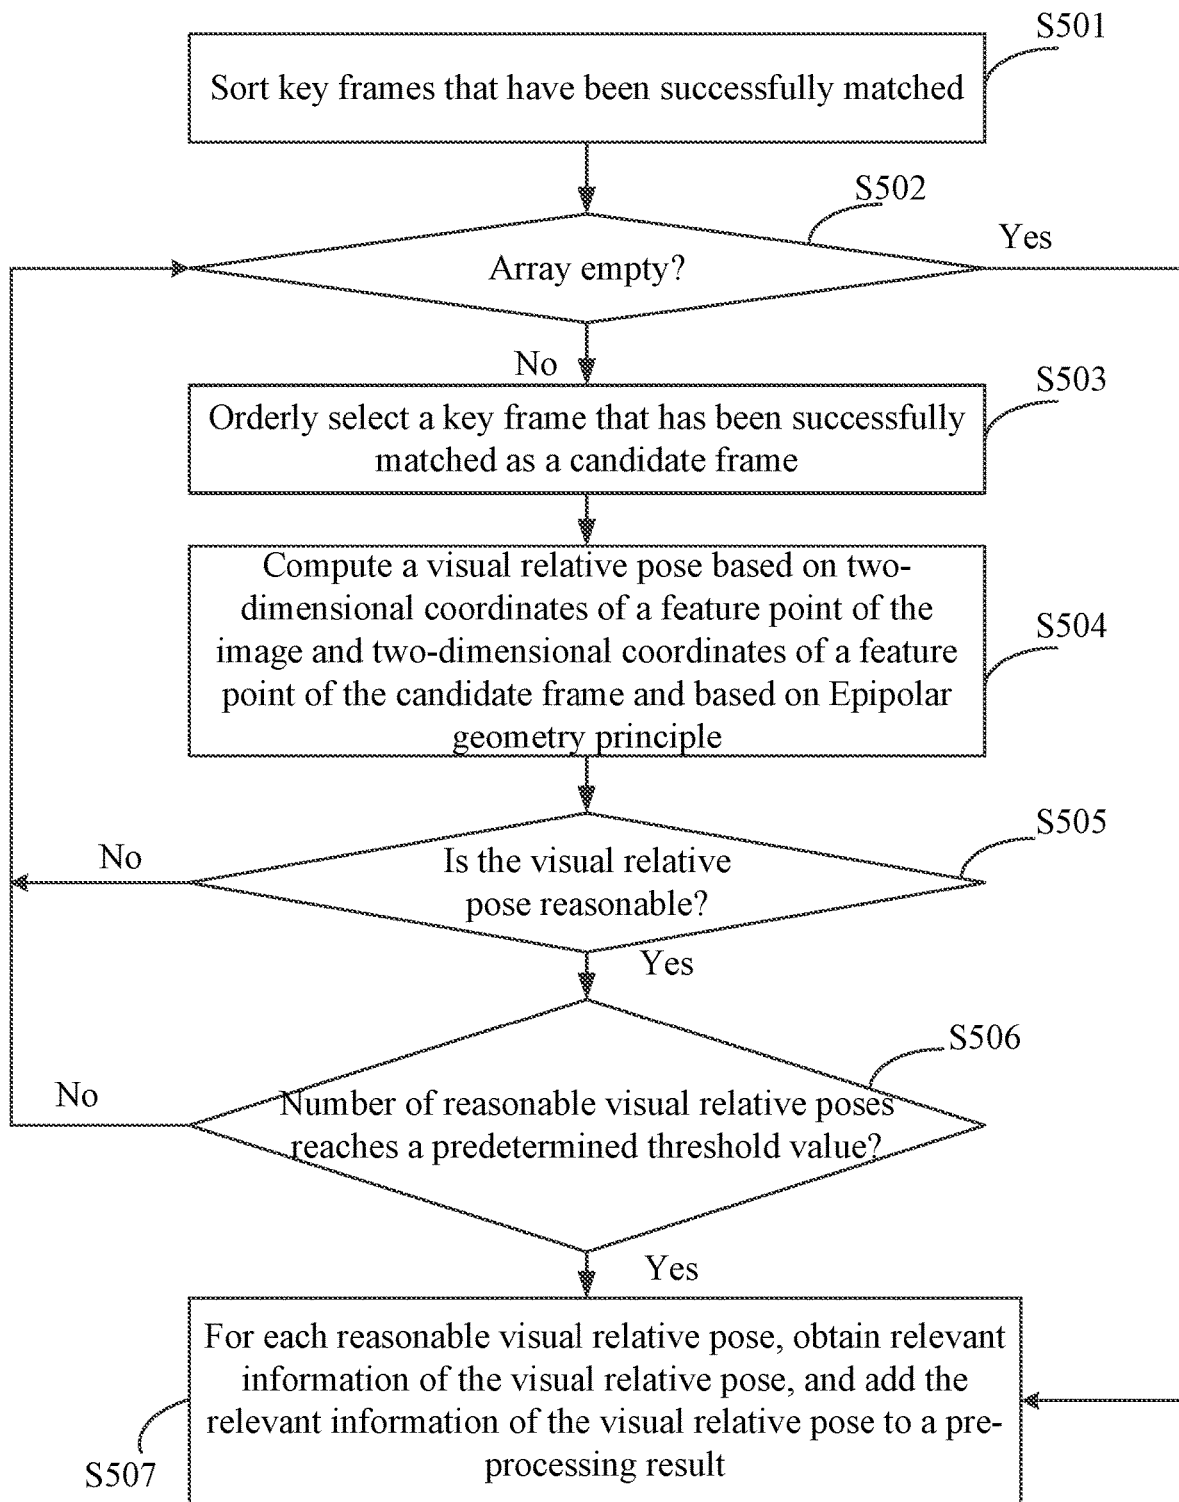 S501
Sort key frames that have been successfully matched
S502
Yes
Array empty?
No
S503
Orderly select a key frame that has been successfully
matched as a candidate frame
Compute a visual relative pose based on two-
dimensional coordinates of a feature point of the
image and two-dimensional coordinates of a feature
point of the candidate frame and based on Epipolar
geometry principle
S504
S505
No
Is the visual relative
pose reasonable?
Yes
S506
No
Number of reasonable visual relative poses
reaches a predetermined threshold value?
Yes
For each reasonable visual relative pose, obtain relevant
information of the visual relative pose, and add the
relevant information of the visual relative pose to a pre-
processing result
S507